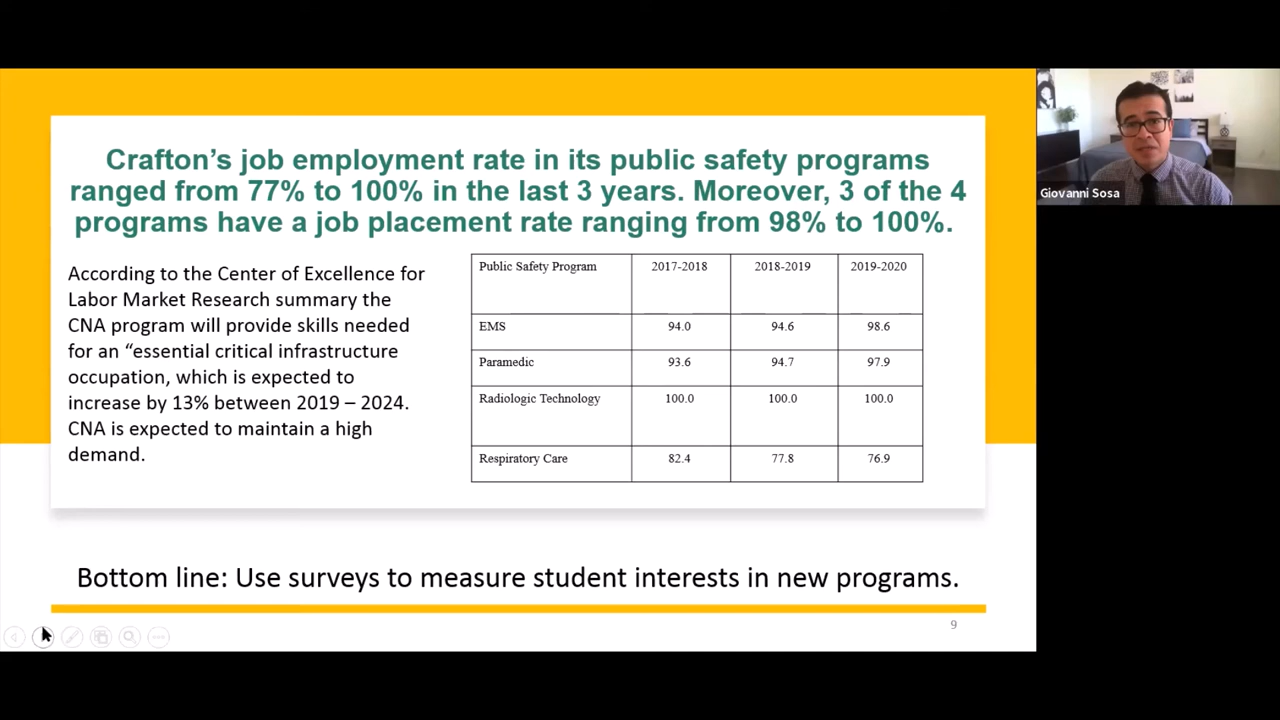 Crafton’s job employment rate in its public safety programs
ranged from 77% to 100% in the last 3 years. Moreover, 3 of the 4
programs have a job placement rate ranging from 98% to 100%.
According to the Center of Excellence for
Labor Market Research summary the
CNA program will provide skills needed
for an “essential critical infrastructure
occupation, which is expected to
increase by 13% between 2019 – 2024.
CNA is expected to maintain a high
demand.
Public Safety Program 2017-2018 2018-2019 2019-2020
EMS 94.0 94.6 98.6
Paramedic 93.6 94.7 97.9
Radiologic Technology 100.0 100.0 100.0
Respiratory Care 82.4 77.8 76.9
Bottom line: Use surveys to measure student interests in new programs.
9
Giovanni Sosa